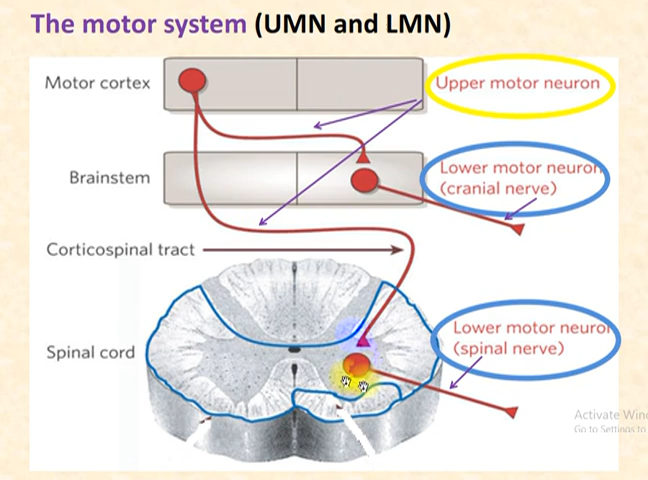 The motor system (UMN and LMN)
Motor cortex
Upper motor neuron
Brainstem
Lower motor neuron
(cranial nerve)
Corticospinal tract
Spinal cord
Lower motor neuron
(spinal nerve)
Activate Win
Go to Settings to